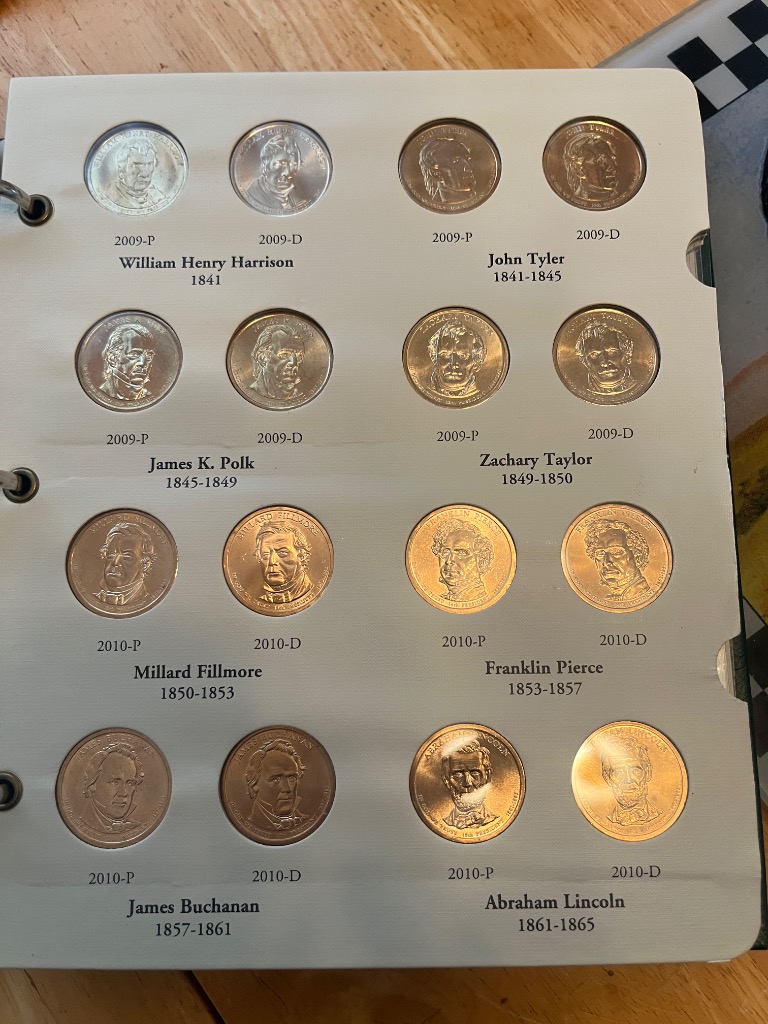 2009-P 2009-D
William Henry Harrison
1841
2009-P 2009-D
John Tyler
1841-1845
2009-P 2009-D
James K. Polk
1845-1849
2009-P 2009-D
Zachary Taylor
1849-1850
2010-P 2010-D
Millard Fillmore
1850-1853
2010-P 2010-D
Franklin Pierce
1853-1857
2010-P 2010-D
James Buchanan
1857-1861
ABRAHAM LINCOLN
2010-P 2010-D
Abraham Lincoln
1861-1865